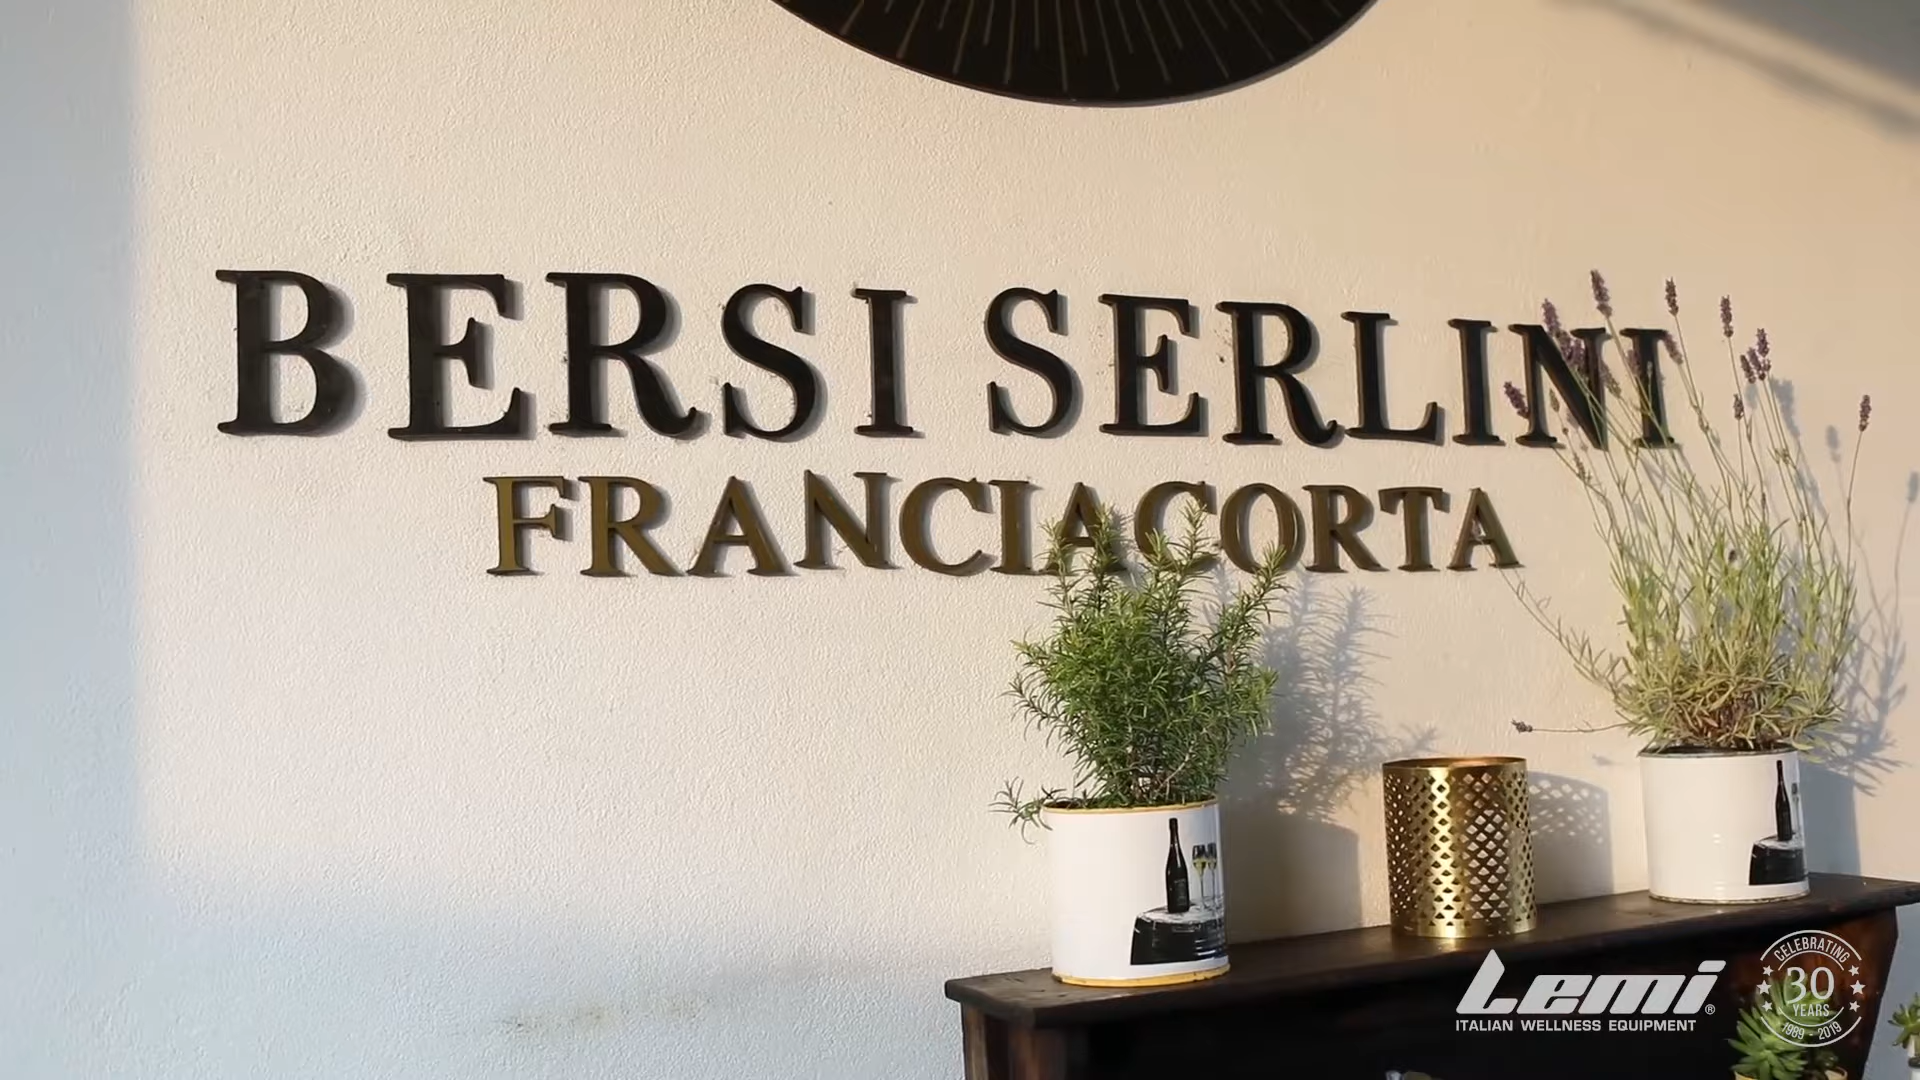 BERSI SERLINI
FRANCIACORTA
Lemi®
ITALIAN WELLNESS EQUIPMENT
CELEBRATING
30
YEARS
1989 - 2019